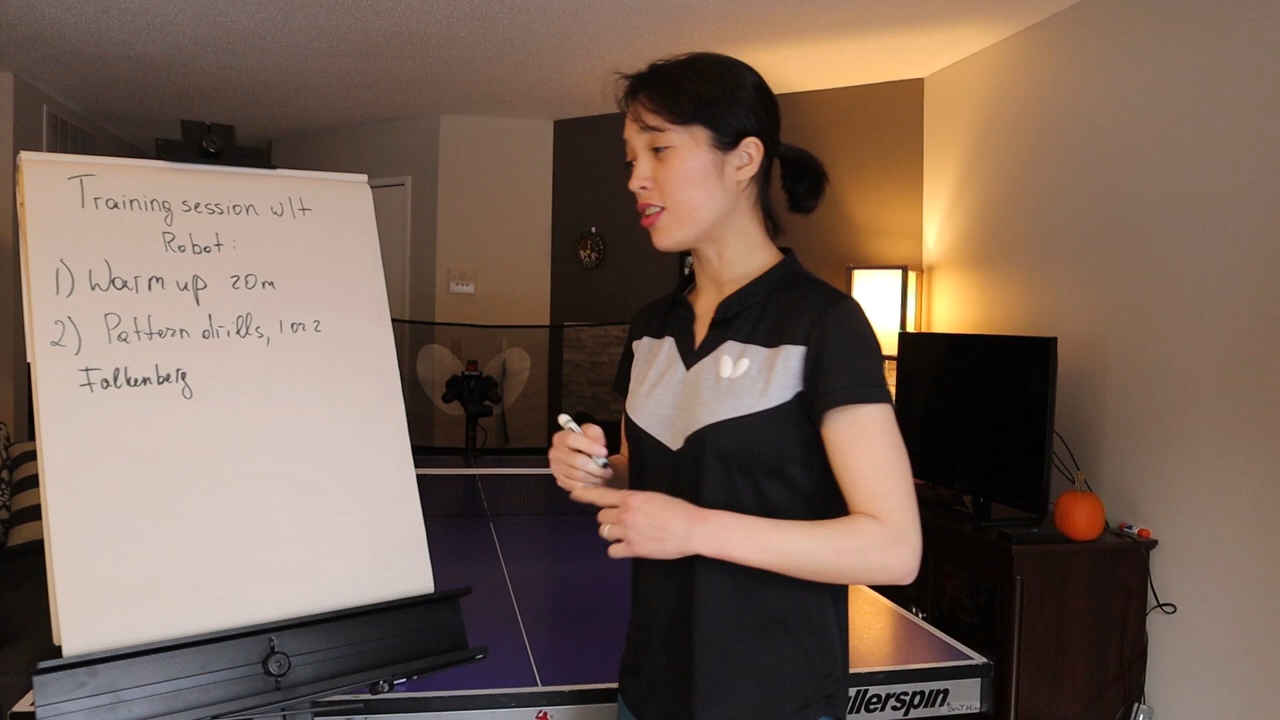 Training session w/t
Robot:
1) Warm up 20m
2) Pattern drills, 1 or 2
Falkenberg
llerspin